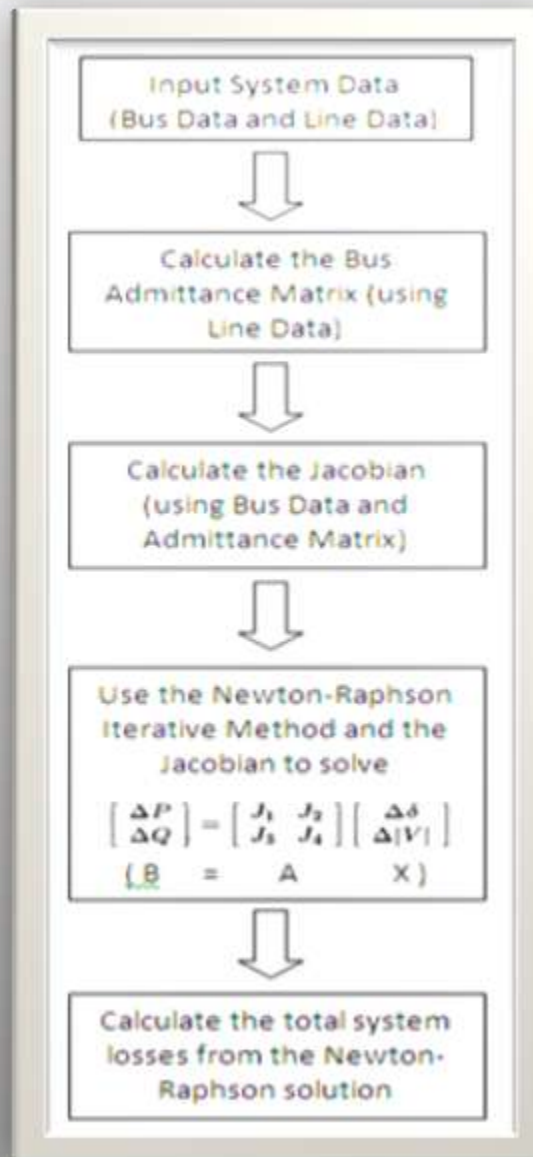 Input System Data
(Bus Data and Line Data)
Calculate the Bus
Admittance Matrix (using
Line Data)
Calculate the Jacobian
(using Bus Data and
Admittance Matrix)
Use the Newton-Raphson
Iterative Method and the
Jacobian to solve
[ΔP ΔQ] = [J₁ J₂ J₃ J₄] [Δδ Δ|V|]
( B = A X )
Calculate the total system
losses from the Newton-
Raphson solution